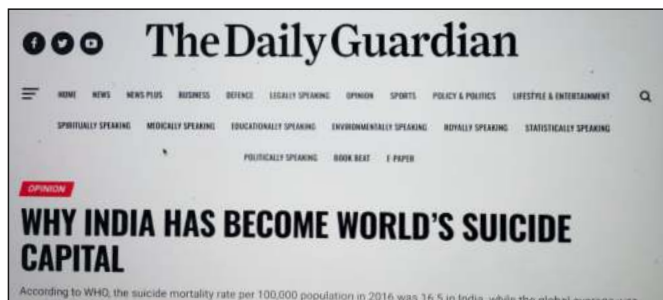 The Daily Guardian
HOME NEWS NEWS PLUS BUSINESS DEFENCE LEGALLY SPEAKING OPINION SPORTS POLICY & POLITICS LIFESTYLE & ENTERTAINMENT
SPIRITUALLY SPEAKING MEDICALLY SPEAKING EDUCATIONALLY SPEAKING ENVIRONMENTALLY SPEAKING ROYALLY SPEAKING STATISTICALLY SPEAKING
POLITICALLY SPEAKING BOOK BEAT E-PAPER
OPINION
WHY INDIA HAS BECOME WORLD'S SUICIDE
CAPITAL
According to WHO, the suicide mortality rate per 100,000 population in 2016 was 16.5 in India, while the global average was